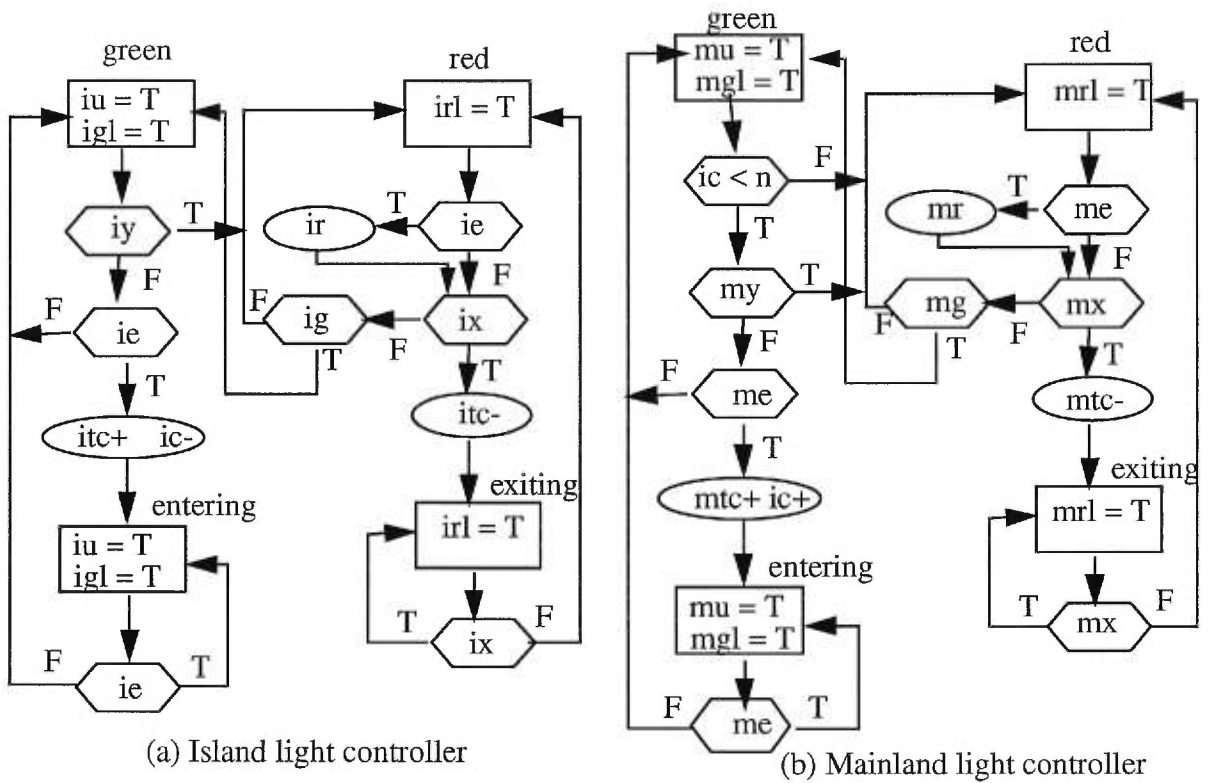 green
iu = T
igl = T
iy
T
F
ie
F
T
itc+ ic-
entering
iu = T
igl = T
ie
F
T
red
irl = T
ie
T
F
ir
ix
F
T
ig
F
T
itc-
exiting
irl = T
ix
T
F
(a) Island light controller
green
mu = T
mgl = T
ic < n
F
T
my
T
F
me
F
T
mtc+ ic+
entering
mu = T
mgl = T
me
F
T
red
mrl = T
me
T
F
mr
mx
F
T
mg
F
T
mtc-
exiting
mrl = T
mx
T
F
(b) Mainland light controller